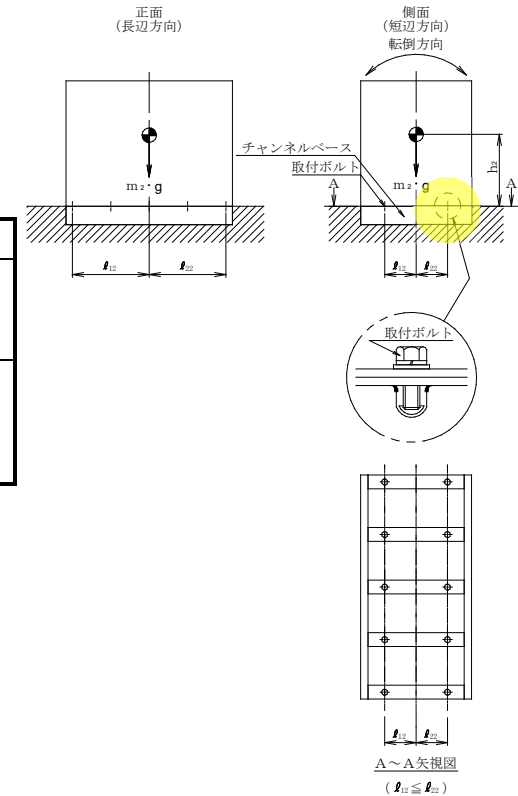 正面
(長辺方向)
側面
(短辺方向)
転倒方向
チャンネルベース
取付ボルト
m₂・g
m₂・g
h₂
A
A
ℓ₁₂
ℓ₂₂
ℓ₁₂
ℓ₂₂
取付ボルト
ℓ₁₂
ℓ₂₂
A～A矢視図
(ℓ₁₂≦ℓ₂₂)